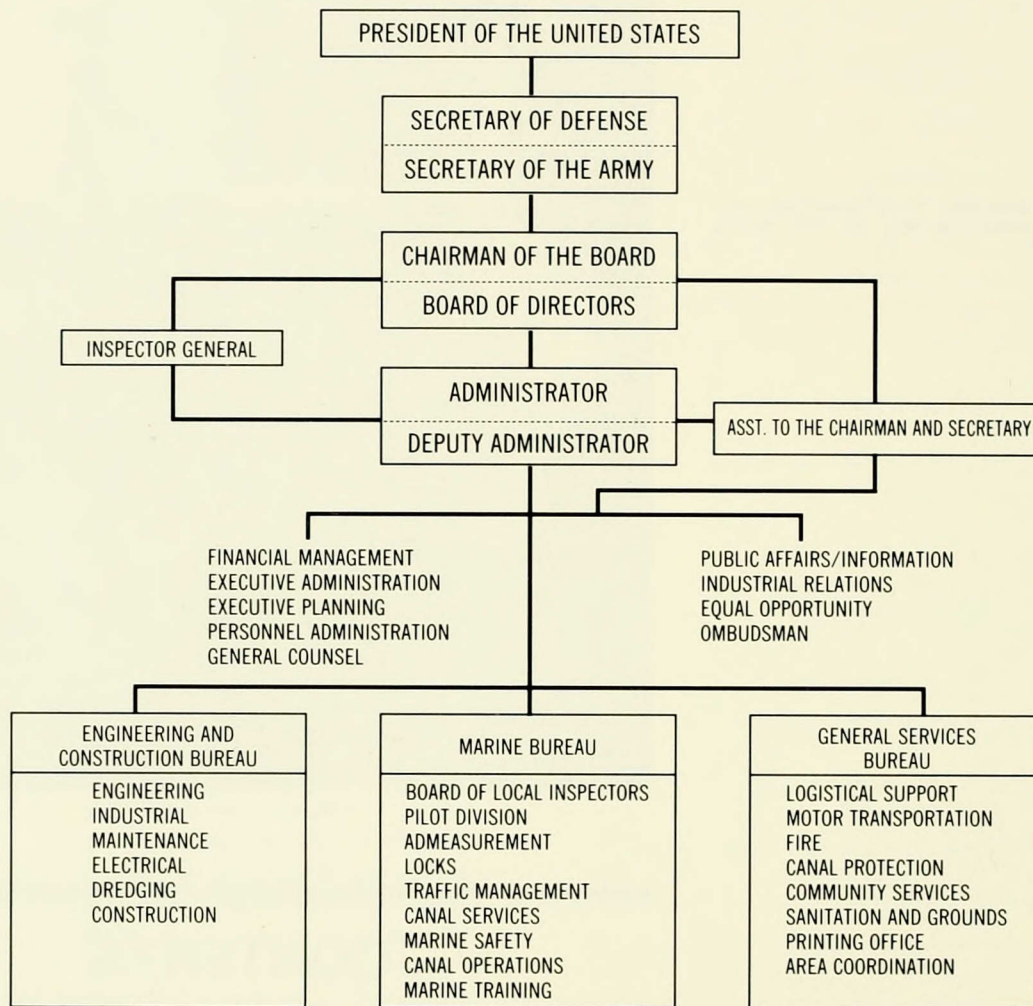 PRESIDENT OF THE UNITED STATES
SECRETARY OF DEFENSE
SECRETARY OF THE ARMY
CHAIRMAN OF THE BOARD
BOARD OF DIRECTORS
INSPECTOR GENERAL
ADMINISTRATOR
DEPUTY ADMINISTRATOR
ASST. TO THE CHAIRMAN AND SECRETARY
FINANCIAL MANAGEMENT
EXECUTIVE ADMINISTRATION
EXECUTIVE PLANNING
PERSONNEL ADMINISTRATION
GENERAL COUNSEL
PUBLIC AFFAIRS/INFORMATION
INDUSTRIAL RELATIONS
EQUAL OPPORTUNITY
OMBUDSMAN
ENGINEERING AND
CONSTRUCTION BUREAU
ENGINEERING
INDUSTRIAL
MAINTENANCE
ELECTRICAL
DREDGING
CONSTRUCTION
MARINE BUREAU
BOARD OF LOCAL INSPECTORS
PILOT DIVISION
ADMEASUREMENT
LOCKS
TRAFFIC MANAGEMENT
CANAL SERVICES
MARINE SAFETY
CANAL OPERATIONS
MARINE TRAINING
GENERAL SERVICES
BUREAU
LOGISTICAL SUPPORT
MOTOR TRANSPORTATION
FIRE
CANAL PROTECTION
COMMUNITY SERVICES
SANITATION AND GROUNDS
PRINTING OFFICE
AREA COORDINATION